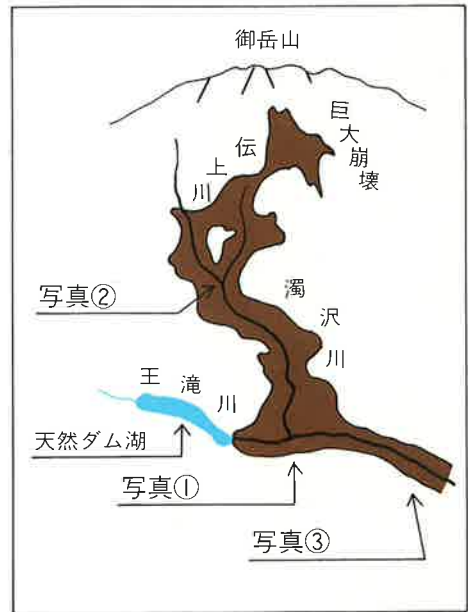 御岳山
巨大崩壊
伝上川
写真②
濁沢川
王滝川
天然ダム湖
写真①
写真③